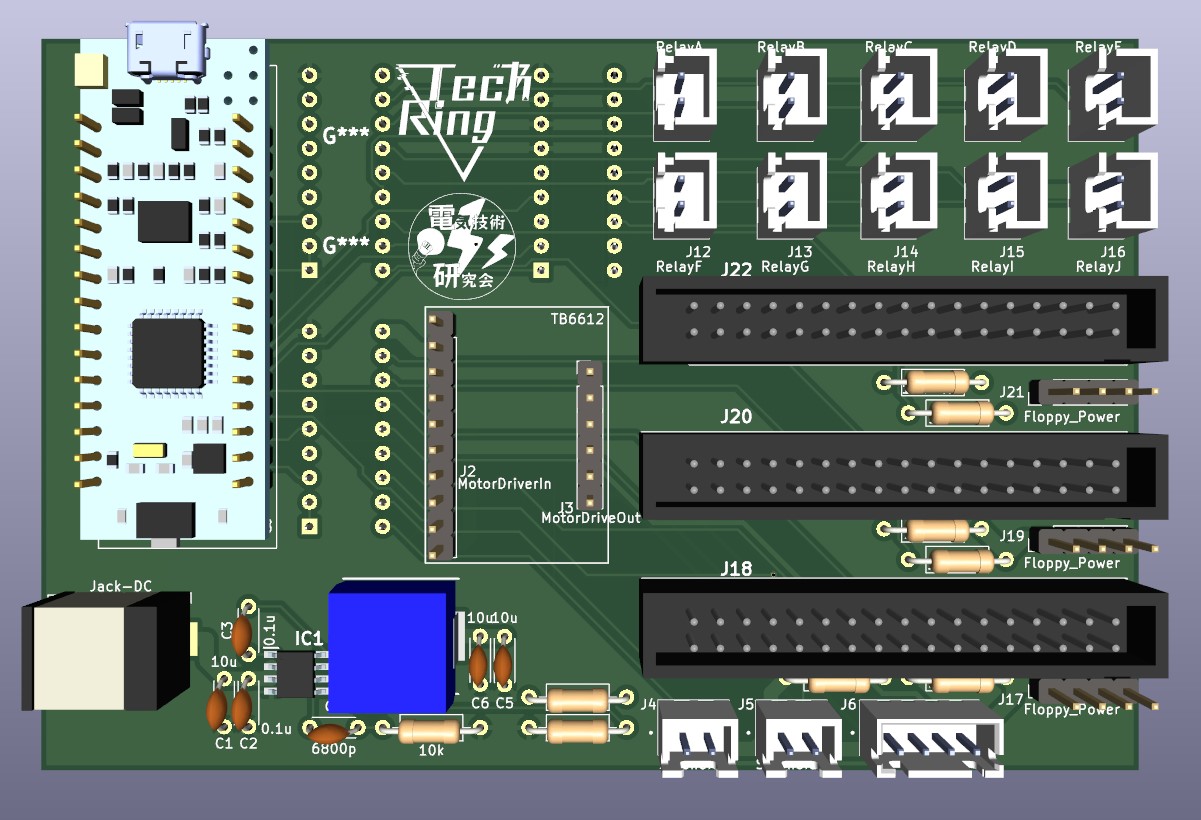 RelayA
RelayB
RelayC
RelayD
RelayE
Tech
Ring
G***
電気技術
研究会
G***
J12
J13
J14
J15
J16
RelayF
RelayG
RelayH
RelayI
RelayJ
J22
TB6612
J21
Floppy_Power
J20
J2
MotorDriverIn
J3
MotorDriveOut
J19
Floppy_Power
J18
Jack-DC
C3
0.1u
10u
IC1
10u
10u
C6
C5
J4
J5
J6
J17
Floppy_Power
C1
C2
0.1u
6800p
10k